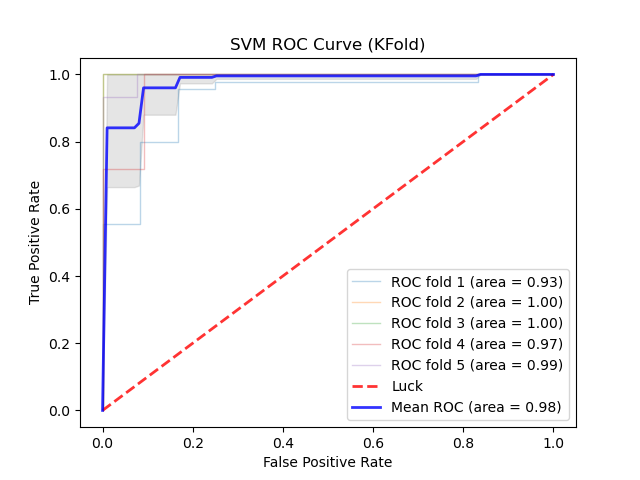 SVM ROC Curve (KFold)
True Positive Rate
1.0
0.8
0.6
0.4
0.2
0.0
ROC fold 1 (area = 0.93)
ROC fold 2 (area = 1.00)
ROC fold 3 (area = 1.00)
ROC fold 4 (area = 0.97)
ROC fold 5 (area = 0.99)
Luck
Mean ROC (area = 0.98)
0.0 0.2 0.4 0.6 0.8 1.0
False Positive Rate